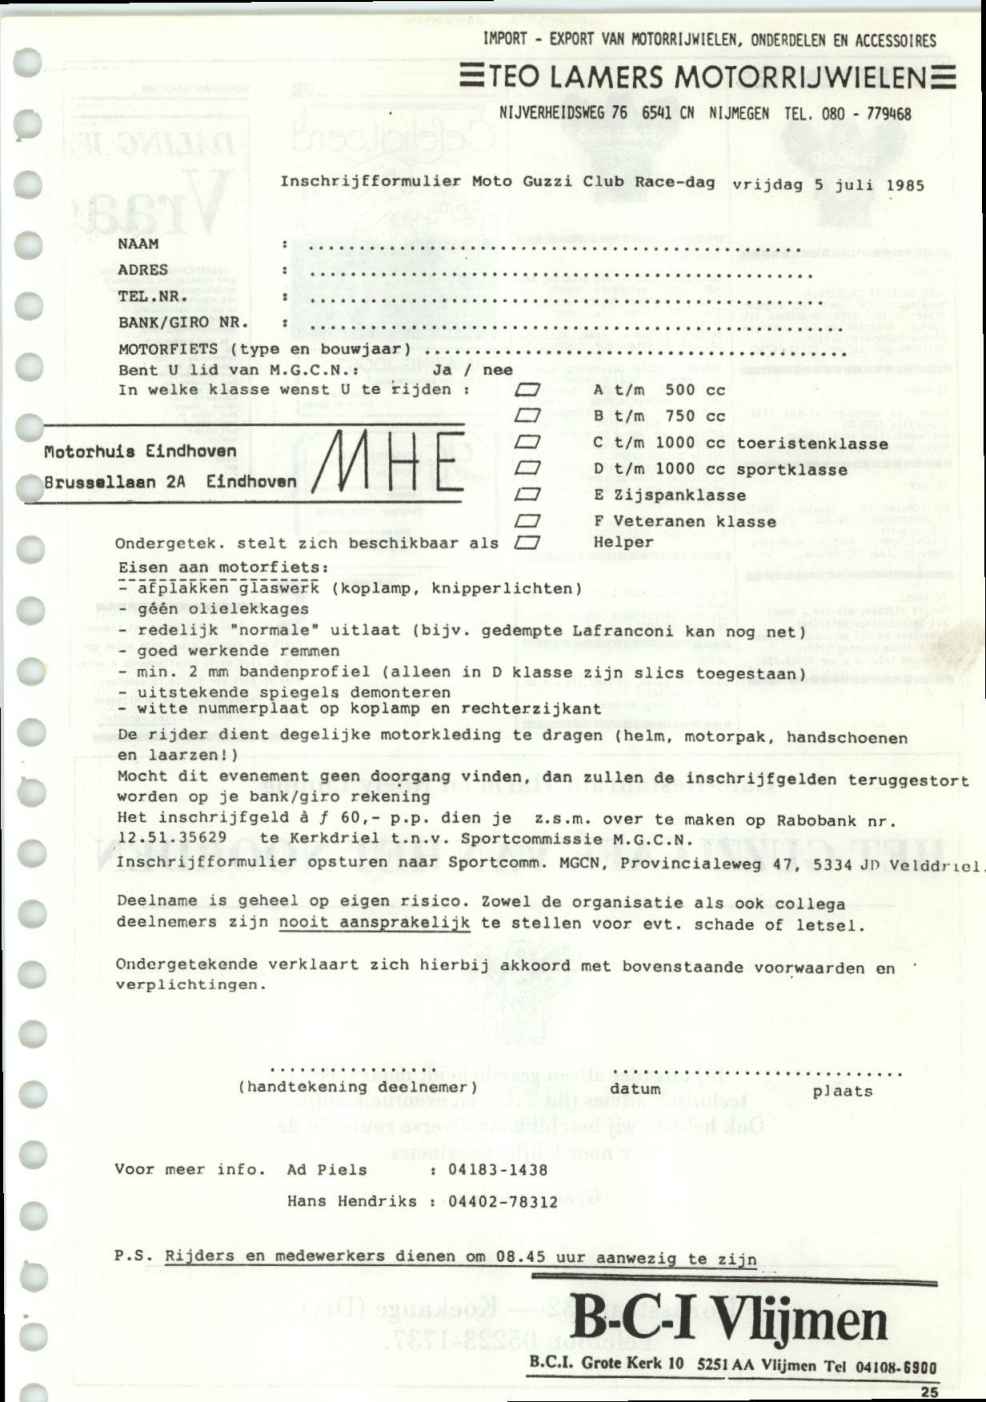 IMPORT - EXPORT VAN MOTORRIJWIELEN, ONDERDELEN EN ACCESSOIRES
TEO LAMERS MOTORRIJWIELEN
NIJVERHEIDSWEG 76 6541 CN NIJMEGEN TEL. 080 - 779468
Inschrijfformulier Moto Guzzi Club Race-dag vrijdag 5 juli 1985
NAAM : ............................................................
ADRES : ............................................................
TEL.NR. : ............................................................
BANK/GIRO NR. : ............................................................
MOTORFIETS (type en bouwjaar) ..................................................
Bent U lid van M.G.C.N.: Ja / nee
In welke klasse wenst U te rijden : A t/m 500 cc
B t/m 750 cc
C t/m 1000 cc toeristenklasse
D t/m 1000 cc sportklasse
E Zijspanklasse
F Veteranen klasse
Motorhuis Eindhoven
Brussellaan 2A Eindhoven
MHE
Ondergetek. stelt zich beschikbaar als Helper
Eisen aan motorfiets:
- afplakken glaswerk (koplamp, knipperlichten)
- géén olielekkages
- redelijk "normale" uitlaat (bijv. gedempte Lafranconi kan nog net)
- goed werkende remmen
- min. 2 mm bandenprofiel (alleen in D klasse zijn slics toegestaan)
- uitstekende spiegels demonteren
- witte nummerplaat op koplamp en rechterzijkant
De rijder dient degelijke motorkleding te dragen (helm, motorpak, handschoenen
en laarzen!)
Mocht dit evenement geen doorgang vinden, dan zullen de inschrijfgelden teruggestort
worden op je bank/giro rekening
Het inschrijfgeld à ƒ 60,- p.p. dien je z.s.m. over te maken op Rabobank nr.
12.51.35629 te Kerkdriel t.n.v. Sportcommissie M.G.C.N.
Inschrijfformulier opsturen naar Sportcomm. MGCN, Provincialeweg 47, 5334 JD Velddriel.
Deelname is geheel op eigen risico. Zowel de organisatie als ook collega
deelnemers zijn nooit aansprakelijk te stellen voor evt. schade of letsel.
Ondergetekende verklaart zich hierbij akkoord met bovenstaande voorwaarden en
verplichtingen.
.................... ...................................
(handtekening deelnemer) datum plaats
Voor meer info. Ad Piels : 04183-1438
Hans Hendriks : 04402-78312
P.S. Rijders en medewerkers dienen om 08.45 uur aanwezig te zijn
B-C-I Vlijmen
B.C.I. Grote Kerk 10 5251 AA Vlijmen Tel 04108-6900
25